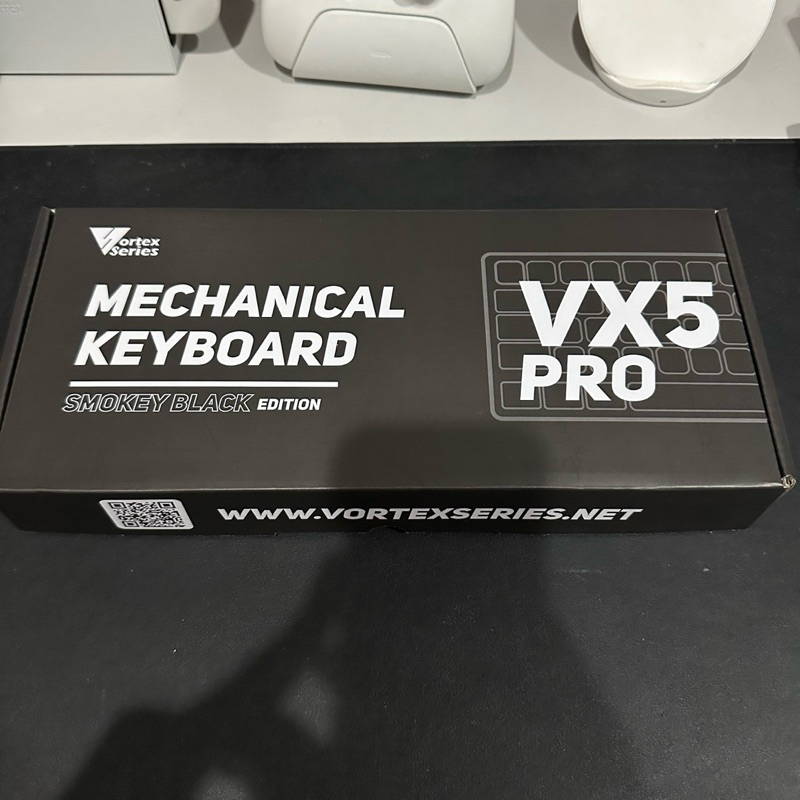 Vortex
Series
MECHANICAL
KEYBOARD
SMOKEY BLACK EDITION
VX5
PRO
WWW.VORTEXSERIES.NET